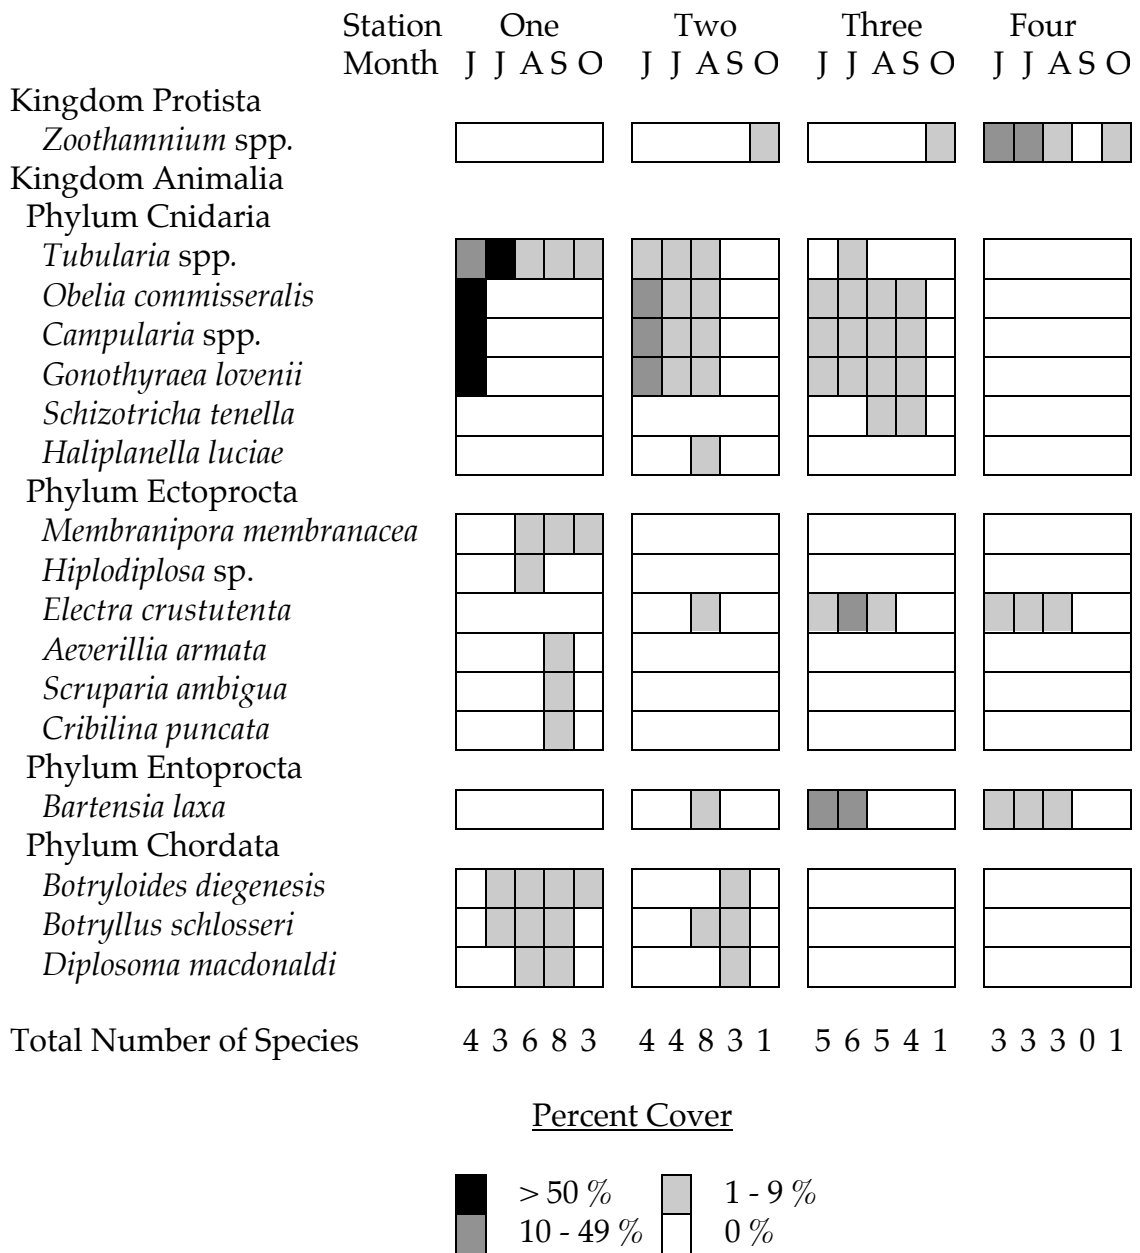 Station One Two Three Four
Month J J A S O J J A S O J J A S O J J A S O
Kingdom Protista
Zoothamnium spp.
Kingdom Animalia
Phylum Cnidaria
Tubularia spp.
Obelia commisseralis
Campularia spp.
Gonothyraea lovenii
Schizotricha tenella
Haliplanella luciae
Phylum Ectoprocta
Membranipora membranacea
Hiplodiplosa sp.
Electra crustutenta
Aeverillia armata
Scruparia ambigua
Cribilina puncata
Phylum Entoprocta
Bartensia laxa
Phylum Chordata
Botryloides diegenesis
Botryllus schlosseri
Diplosoma macdonaldi
Total Number of Species 4 3 6 8 3 4 4 8 3 1 5 6 5 4 1 3 3 3 0 1
Percent Cover
> 50 % 1 - 9 %
10 - 49 % 0 %